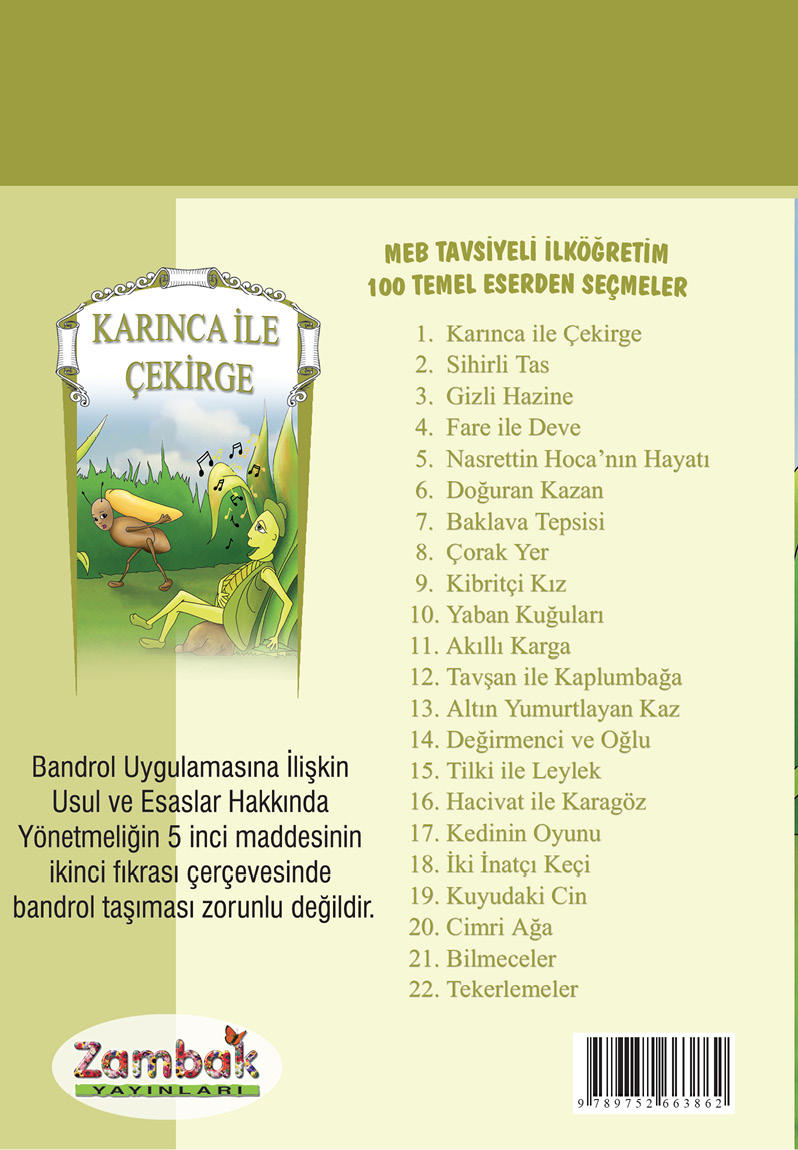 MEB TAVSİYELİ İLKÖĞRETİM
100 TEMEL ESERDEN SEÇMELER
KARINCA İLE
ÇEKİRGE
1. Karınca ile Çekirge
2. Sihirli Tas
3. Gizli Hazine
4. Fare ile Deve
5. Nasrettin Hoca’nın Hayatı
6. Doğuran Kazan
7. Baklava Tepsisi
8. Çorak Yer
9. Kibritçi Kız
10. Yaban Kuğuları
11. Akıllı Karga
12. Tavşan ile Kaplumbağa
13. Altın Yumurtlayan Kaz
14. Değirmenci ve Oğlu
15. Tilki ile Leylek
16. Hacivat ile Karagöz
17. Kedinin Oyunu
18. İki İnatçı Keçi
19. Kuyudaki Cin
20. Cimri Ağa
21. Bilmeceler
22. Tekerlemeler
Bandrol Uygulamasına İlişkin
Usul ve Esaslar Hakkında
Yönetmeliğin 5 inci maddesinin
ikinci fıkrası çerçevesinde
bandrol taşıması zorunlu değildir.
Zambak
YAYINLARI
9 789752 663862